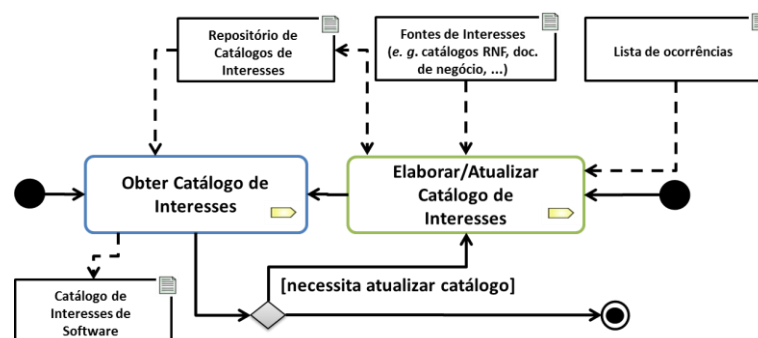 Repositório de
Catálogos de
Interesses
Fontes de Interesses
(e. g. catálogos RNF, doc.
de negócio, ...)
Lista de ocorrências
Obter Catálogo de
Interesses
Elaborar/Atualizar
Catálogo de
Interesses
Catálogo de
Interesses de
Software
[necessita atualizar catálogo]